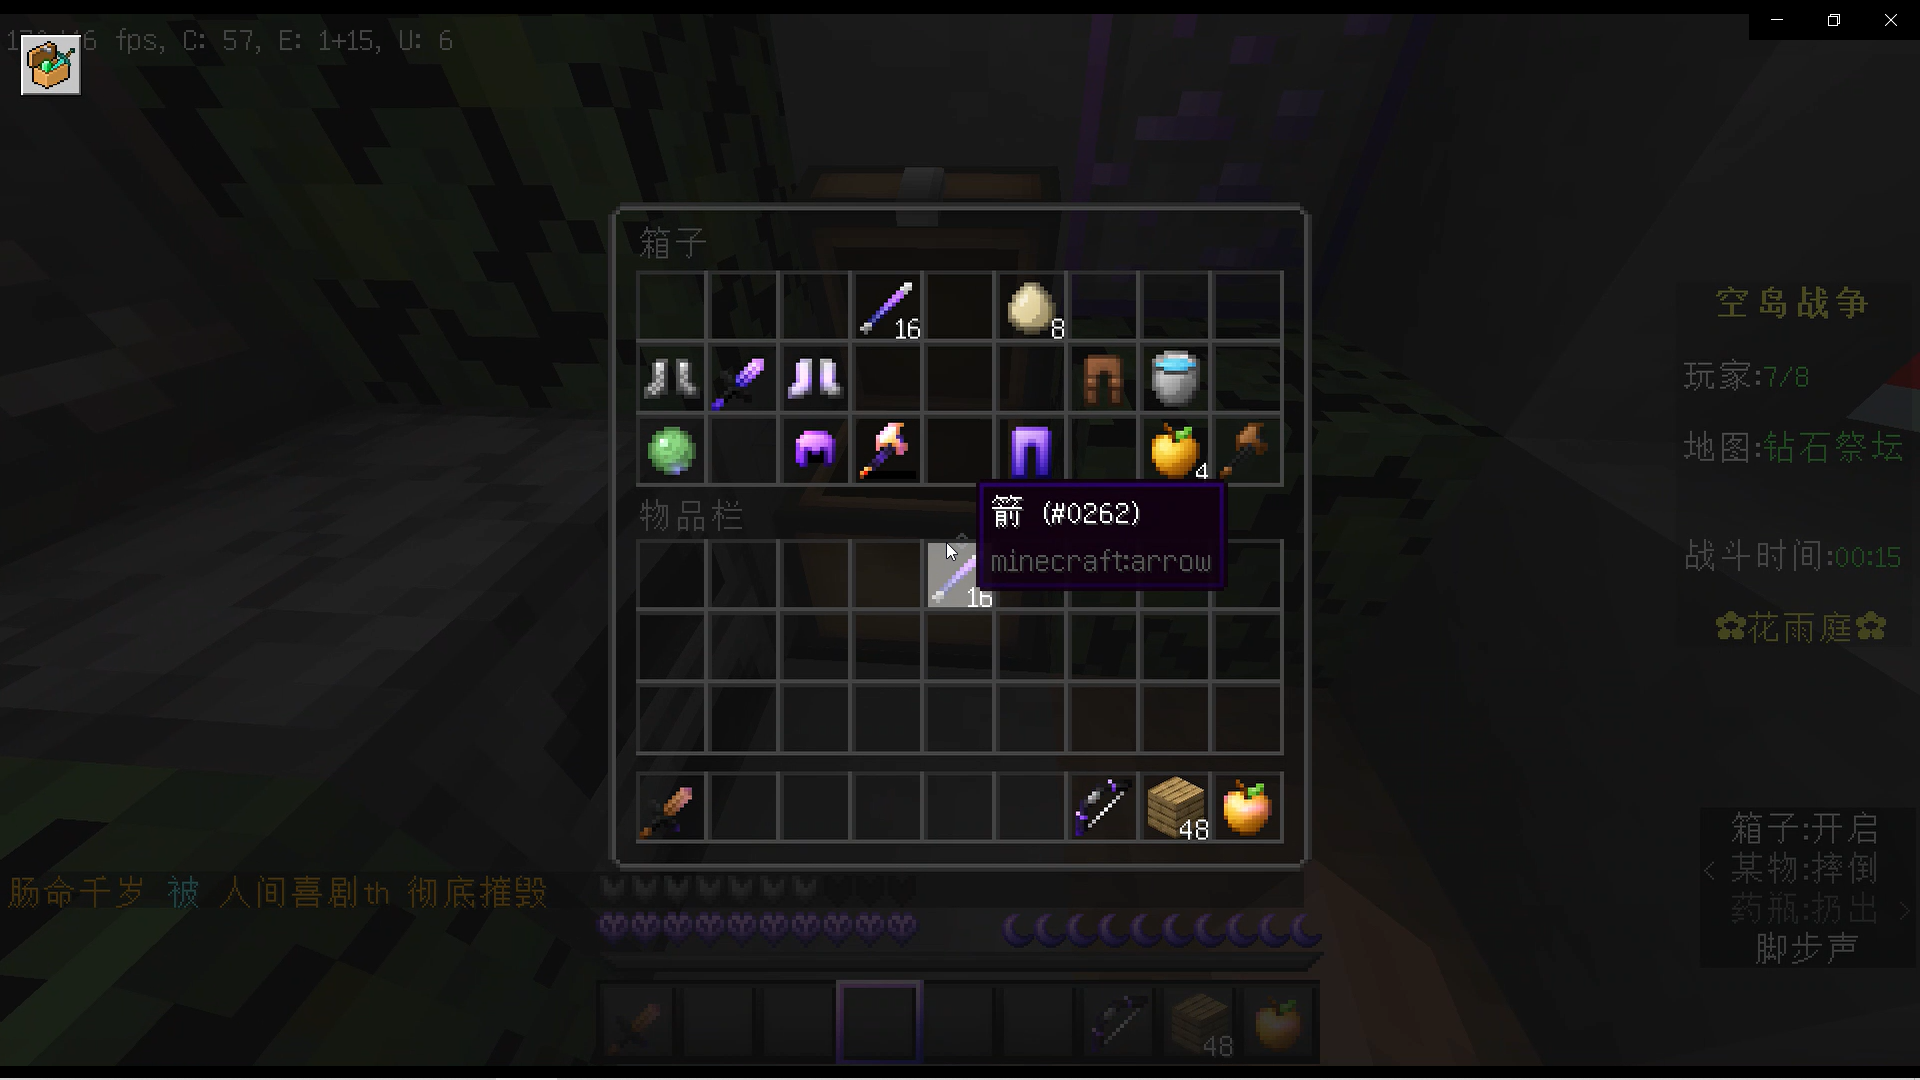 fps, C: 57, E: 1+15, U: 6
箱子
16
8
4
物品栏
箭 (#0262)
minecraft:arrow
16
48
空岛战争
玩家:7/8
地图:钻石祭坛
战斗时间:00:15
✿花雨庭✿
肠命千岁 被 人间喜剧th 彻底摧毁
箱子:开启
< 某物:摔倒
药瓶:扔出 >
脚步声
48